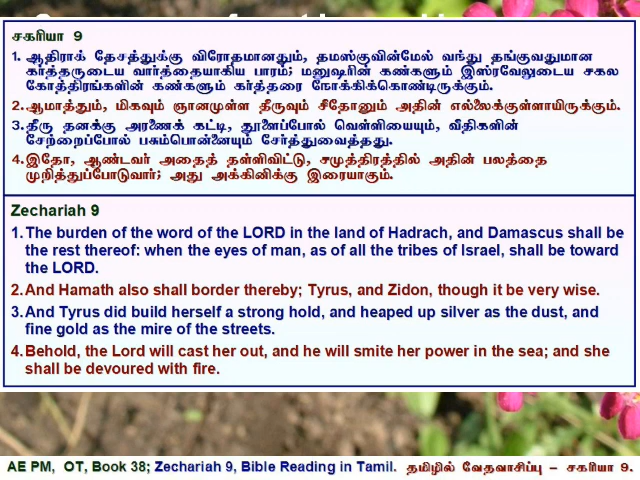 சகரியா 9
1. ஆதிராக் தேசத்துக்கு விரோதமானதும், தமஸ்குவின்மேல் வந்து தங்குவதுமான
கர்த்தருடைய வார்த்தையாகிய பாரம்; மனுஷரின் கண்களும் இஸ்ரவேலுடைய சகல
கோத்திரங்களின் கண்களும் கர்த்தரை நோக்கிக்கொண்டிருக்கும்.
2. ஆமாத்தும், மிகவும் ஞானமுள்ள தீருவும் சீதோனும் அதின் எல்லைக்குள்ளாயிருக்கும்.
3. தீரு தனக்கு அரணைக் கட்டி, தூளைப்போல் வெள்ளியையும், வீதிகளின்
சேற்றைப்போல் பசும்பொன்னையும் சேர்த்துவைத்தது.
4. இதோ, ஆண்டவர் அதைத் தள்ளிவிட்டு, சமுத்திரத்தில் அதின் பலத்தை
முறித்துப்போடுவார்; அது அக்கினிக்கு இரையாகும்.
Zechariah 9
1. The burden of the word of the LORD in the land of Hadrach, and Damascus shall be
the rest thereof: when the eyes of man, as of all the tribes of Israel, shall be toward
the LORD.
2. And Hamath also shall border thereby; Tyrus, and Zidon, though it be very wise.
3. And Tyrus did build herself a strong hold, and heaped up silver as the dust, and
fine gold as the mire of the streets.
4. Behold, the Lord will cast her out, and he will smite her power in the sea; and she
shall be devoured with fire.
AE PM, OT, Book 38; Zechariah 9, Bible Reading in Tamil. தமிழில் வேதவாசிப்பு – சகரியா 9.